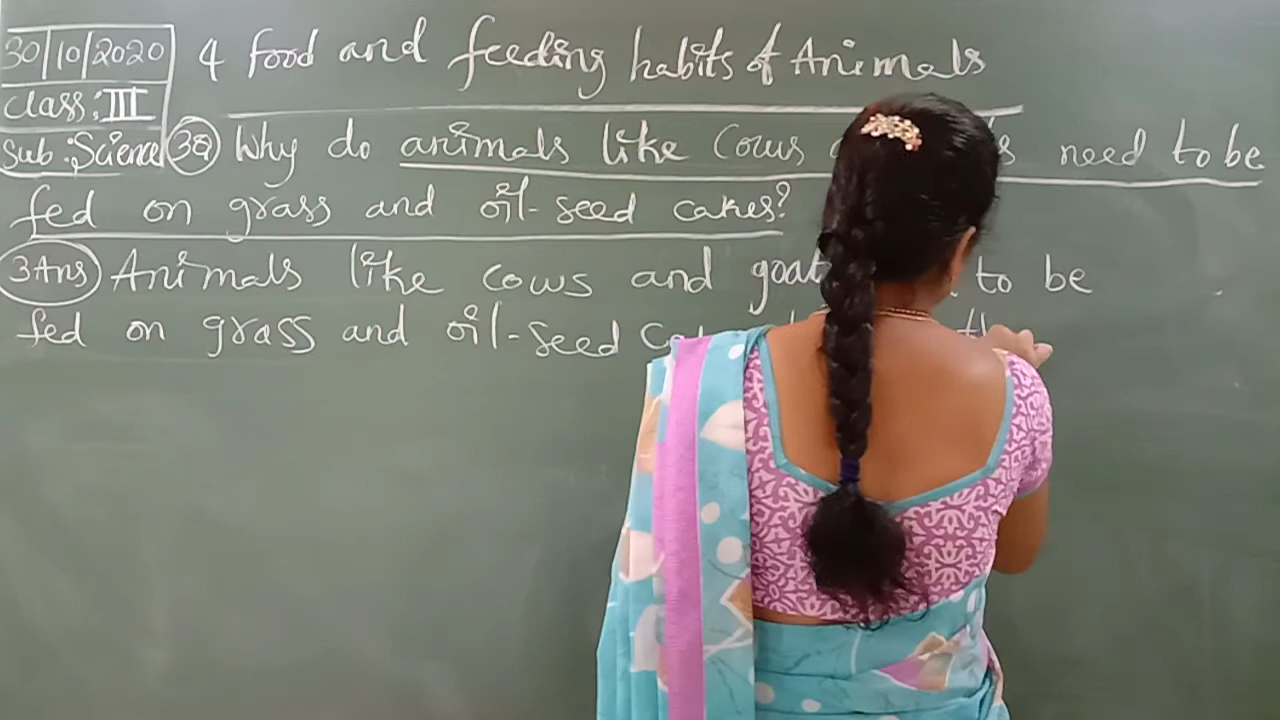 30/10/2020
Class: III
Sub: Science
4 Food and feeding habits of Animals
3Q Why do animals like cows need to be
fed on grass and oil-seed cakes?
3 Ans Animals like cows and goat to be
fed on grass and oil-seed